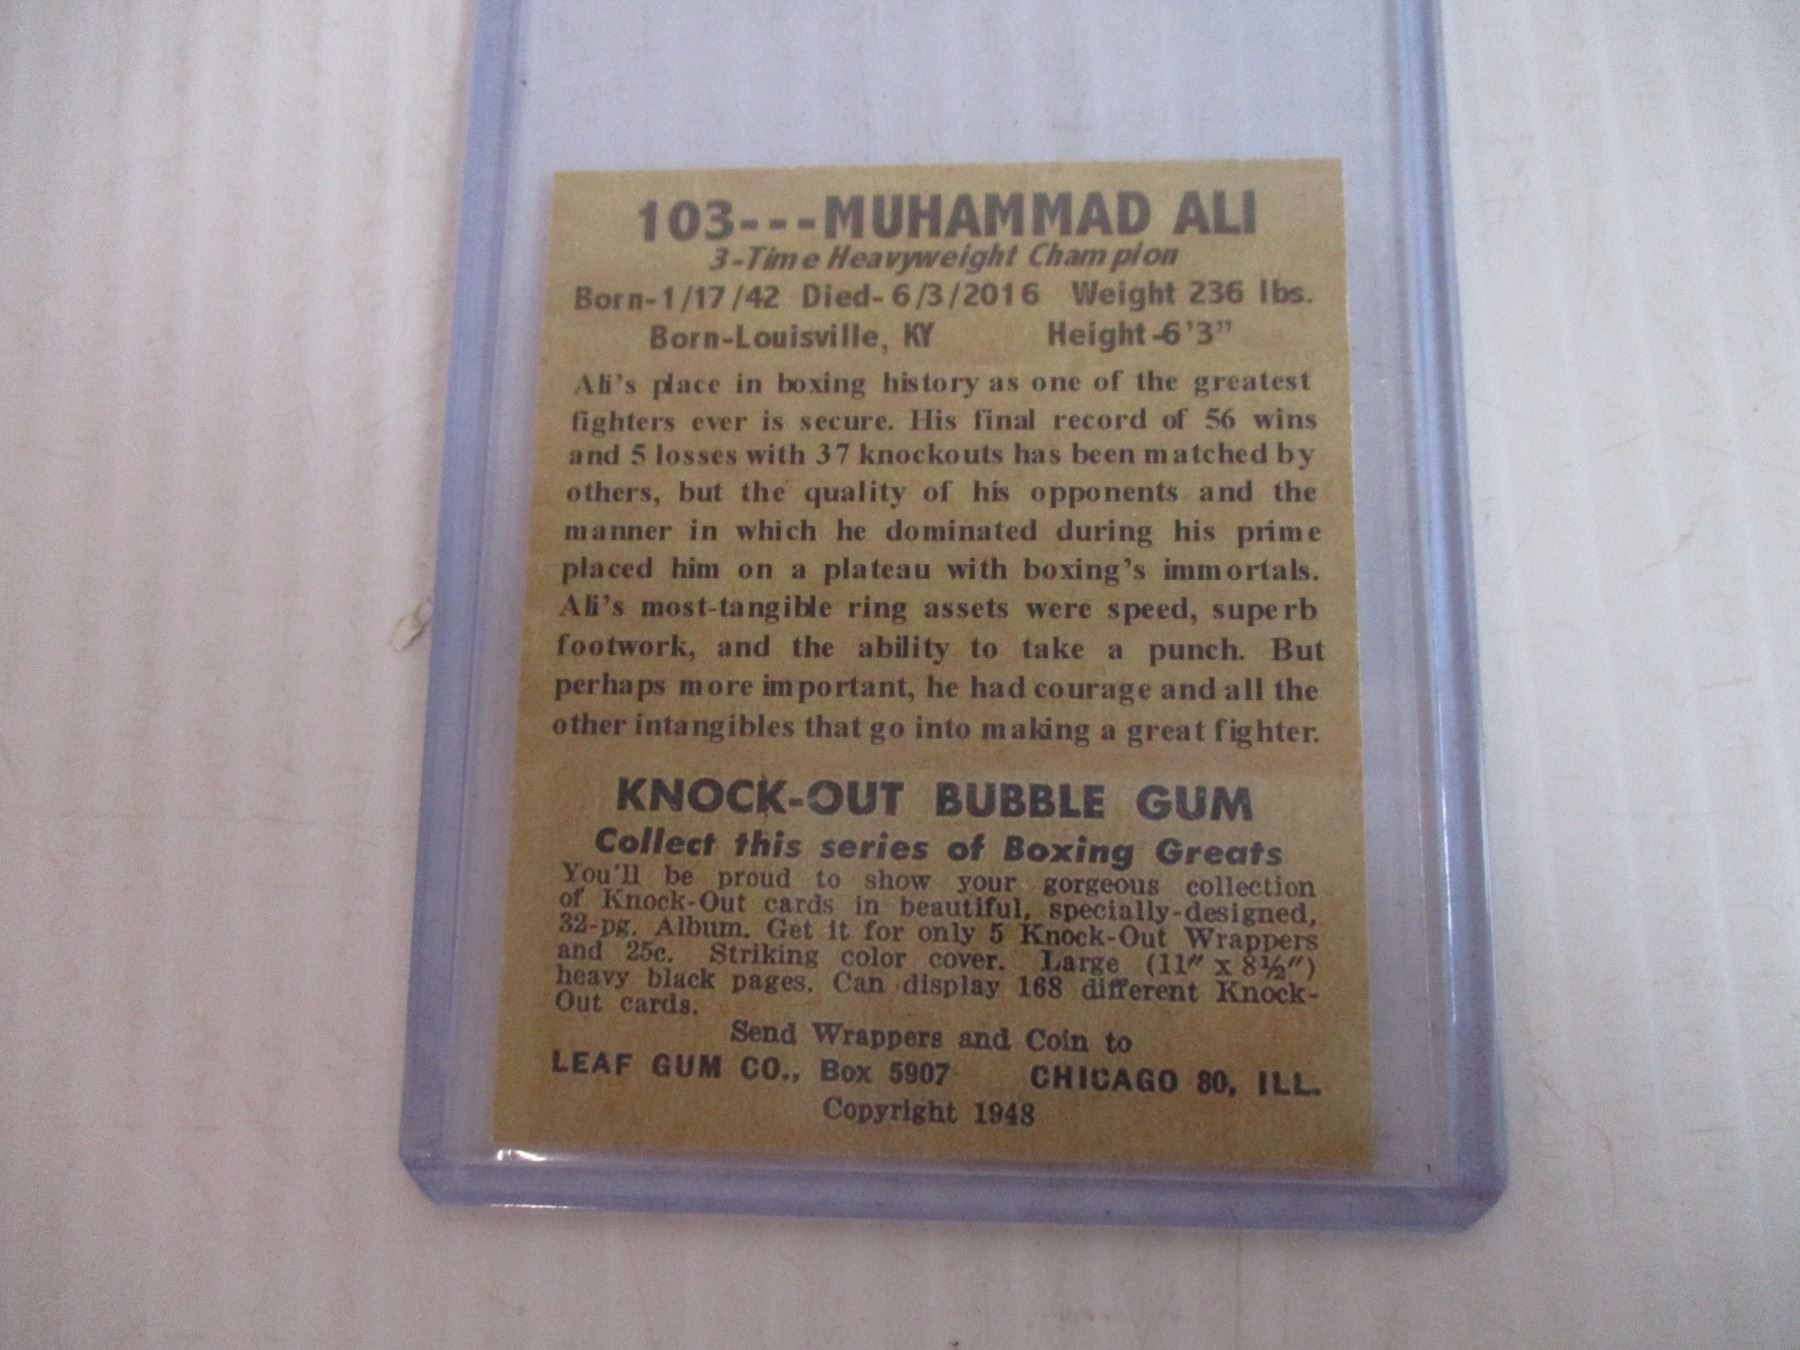 103---MUHAMMAD ALI
3-Time Heavyweight Champion
Born-1/17/42 Died-6/3/2016 Weight 236 lbs.
Born-Louisville, KY Height-6'3"
Ali's place in boxing history as one of the greatest
fighters ever is secure. His final record of 56 wins
and 5 losses with 37 knockouts has been matched by
others, but the quality of his opponents and the
manner in which he dominated during his prime
placed him on a plateau with boxing's immortals.
Ali's most-tangible ring assets were speed, superb
footwork, and the ability to take a punch. But
perhaps more important, he had courage and all the
other intangibles that go into making a great fighter.
KNOCK-OUT BUBBLE GUM
Collect this series of Boxing Greats
You'll be proud to show your gorgeous collection
of Knock-Out cards in beautiful, specially-designed,
32-pg. Album. Get it for only 5 Knock-Out Wrappers
and 25c. Striking color cover. Large (11" x 8½")
heavy black pages. Can display 168 different Knock-
Out cards.
Send Wrappers and Coin to
LEAF GUM CO., Box 5907 CHICAGO 80, ILL.
Copyright 1948